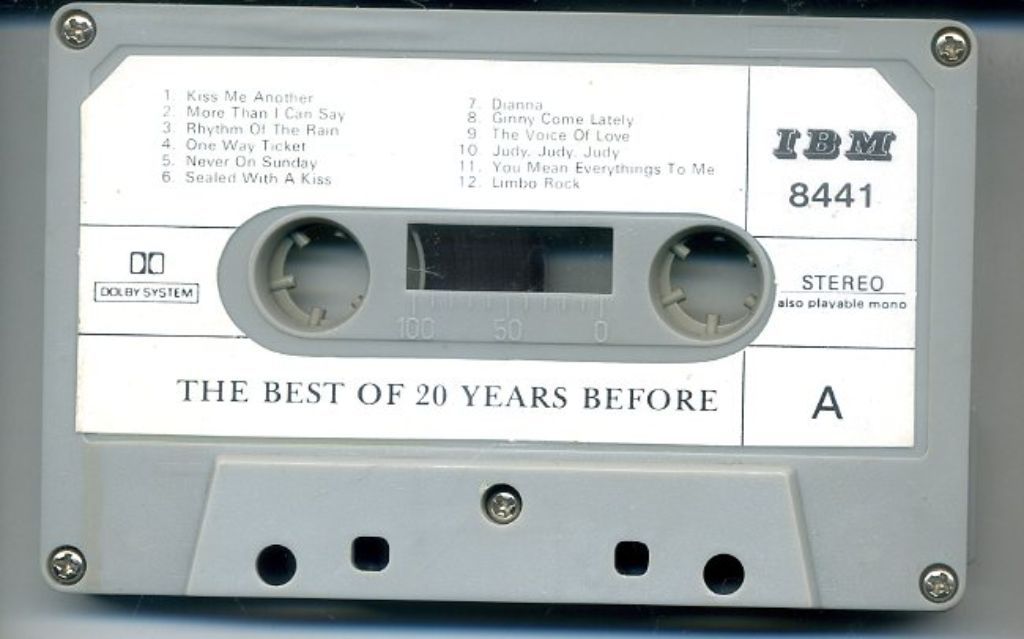 1. Kiss Me Another
2. More Than I Can Say
3. Rhythm Of The Rain
4. One Way Ticket
5. Never On Sunday
6. Sealed With A Kiss
7. Dianna
8. Ginny Come Lately
9. The Voice Of Love
10. Judy, Judy, Judy
11. You Mean Everythings To Me
12. Limbo Rock
IBM
8441
DOLBY SYSTEM
STEREO
also playable mono
100 50 0
THE BEST OF 20 YEARS BEFORE
A